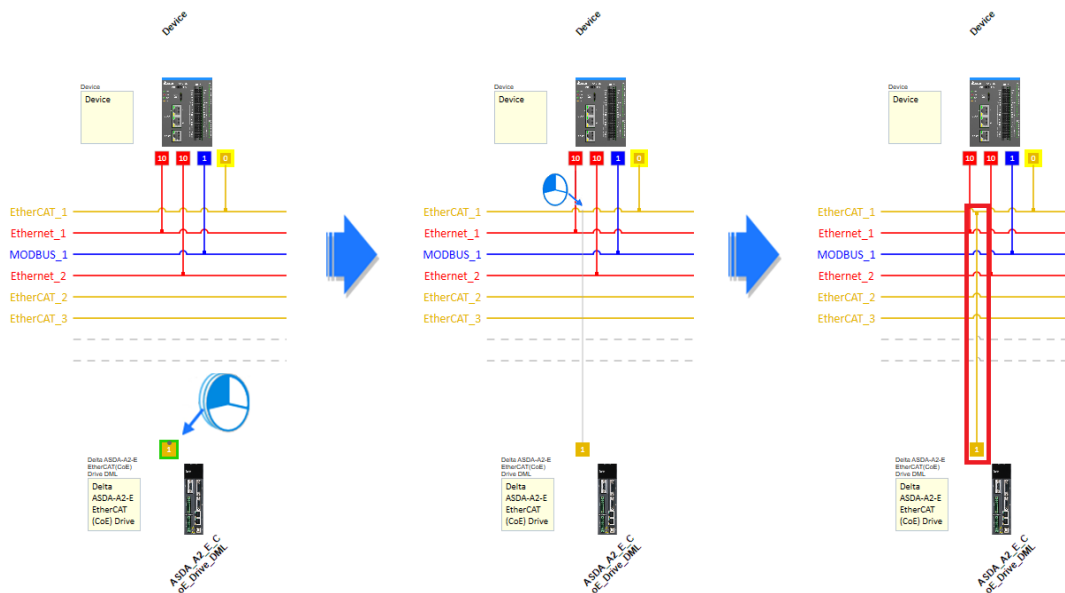 Device
Device
Device
10 10 1 0
EtherCAT_1
Ethernet_1
MODBUS_1
Ethernet_2
EtherCAT_2
EtherCAT_3
1
Delta ASDA-A2-E
EtherCAT(CoE)
Drive DML
Delta
ASDA-A2-E
EtherCAT
(CoE) Drive
ASDA_A2_E_C
oE_Drive_DML
Device
Device
Device
10 10 1 0
EtherCAT_1
Ethernet_1
MODBUS_1
Ethernet_2
EtherCAT_2
EtherCAT_3
1
Delta ASDA-A2-E
EtherCAT(CoE)
Drive DML
Delta
ASDA-A2-E
EtherCAT
(CoE) Drive
ASDA_A2_E_C
oE_Drive_DML
Device
Device
Device
10 10 1 0
EtherCAT_1
Ethernet_1
MODBUS_1
Ethernet_2
EtherCAT_2
EtherCAT_3
1
Delta ASDA-A2-E
EtherCAT(CoE)
Drive DML
Delta
ASDA-A2-E
EtherCAT
(CoE) Drive
ASDA_A2_E_C
oE_Drive_DML